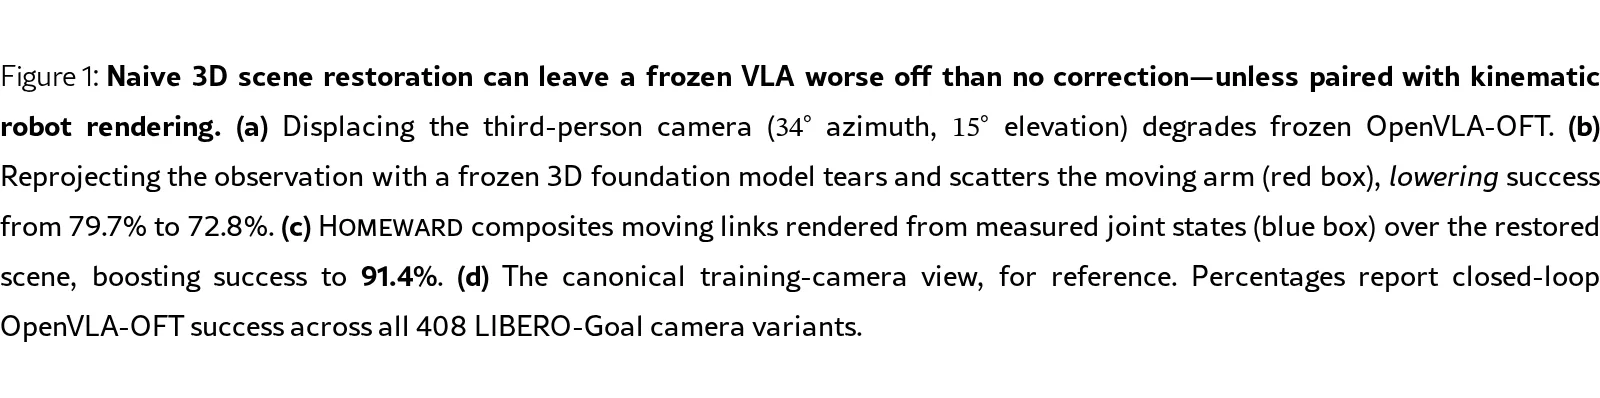 Figure 1: Naive 3D scene restoration can leave a frozen VLA worse off than no correction—unless paired with kinematic
robot rendering. (a) Displacing the third-person camera (34° azimuth, 15° elevation) degrades frozen OpenVLA-OFT. (b)
Reprojecting the observation with a frozen 3D foundation model tears and scatters the moving arm (red box), lowering success
from 79.7% to 72.8%. (c) HOMEWARD composites moving links rendered from measured joint states (blue box) over the restored
scene, boosting success to 91.4%. (d) The canonical training-camera view, for reference. Percentages report closed-loop
OpenVLA-OFT success across all 408 LIBERO-Goal camera variants.